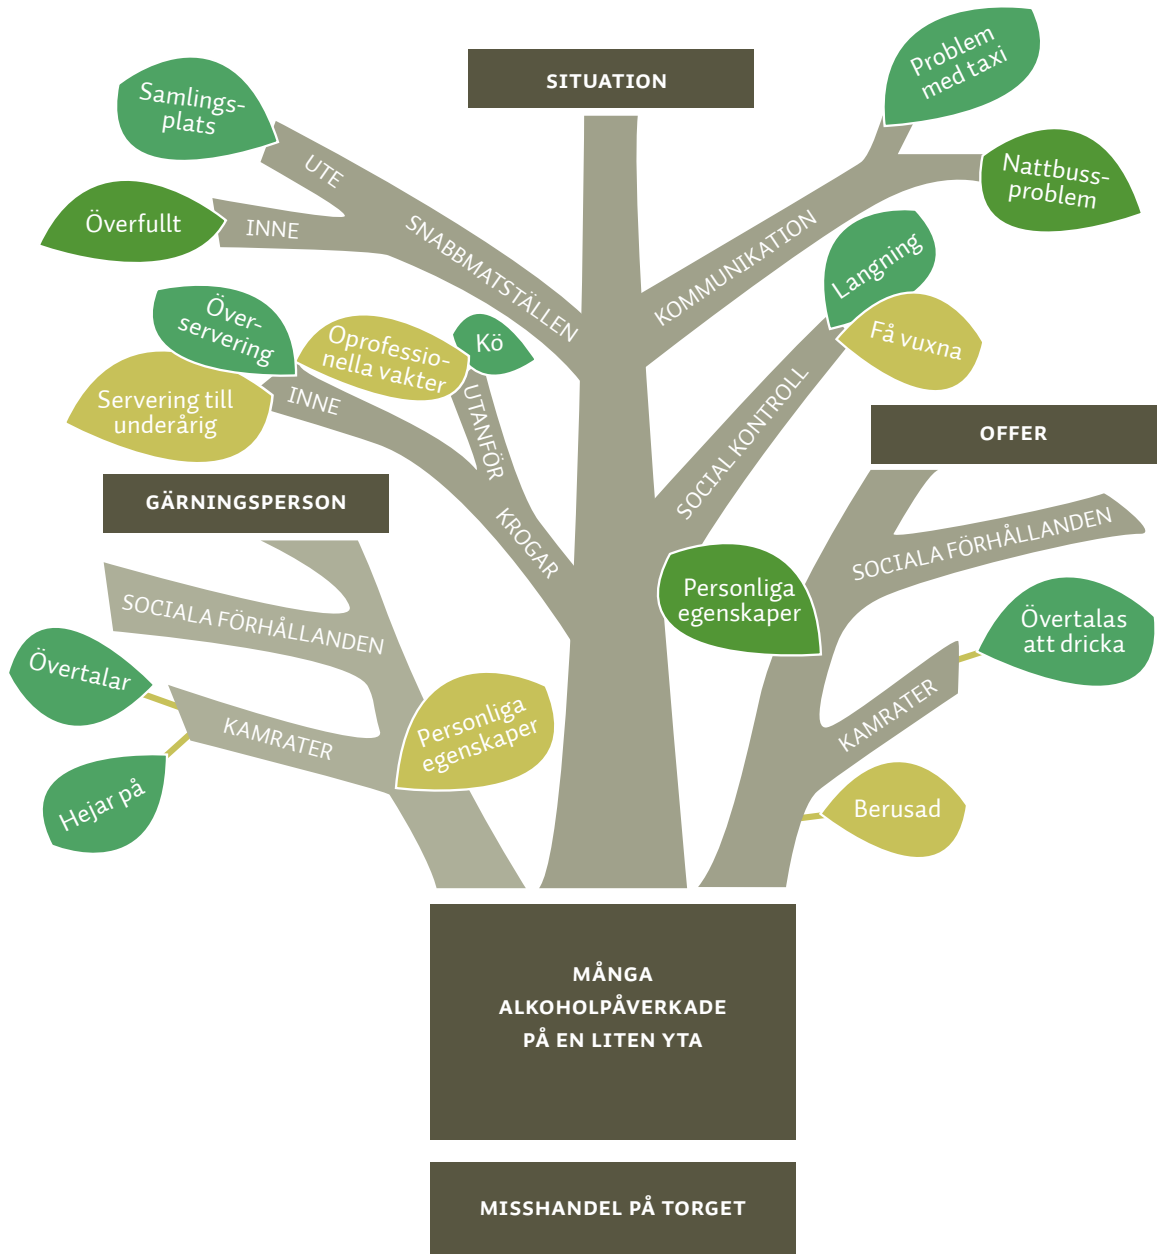 SITUATION
Problem
med taxi
Samlings-
plats
UTE
Nattbuss-
problem
Överfullt
INNE
SNABBMATSTÄLLEN
KOMMUNIKATION
Langning
Få vuxna
Över-
servering
Oprofessio-
nella vakter
Kö
Servering till
underårig
INNE
UTANFÖR
KROGAR
SOCIAL KONTROLL
OFFER
GÄRNINGSPERSON
SOCIALA FÖRHÅLLANDEN
SOCIALA FÖRHÅLLANDEN
Personliga
egenskaper
Övertalas
att dricka
Övertalar
KAMRATER
KAMRATER
Personliga
egenskaper
Hejar på
Berusad
MÅNGA
ALKOHOLPÅVERKADE
PÅ EN LITEN YTA
MISSHANDEL PÅ TORGET